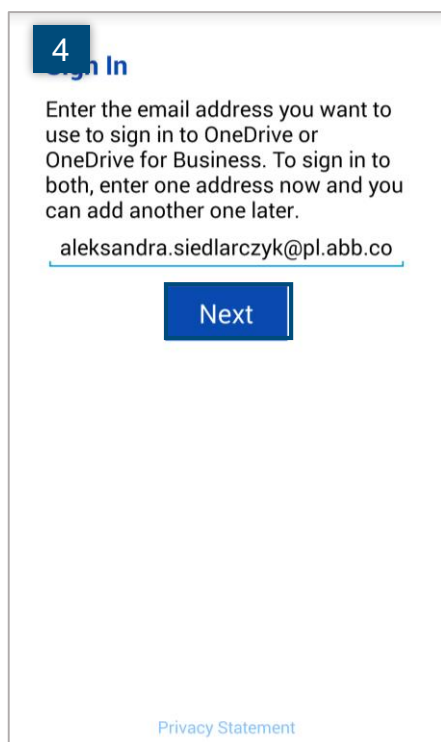 4
Sign In
Enter the email address you want to
use to sign in to OneDrive or
OneDrive for Business. To sign in to
both, enter one address now and you
can add another one later.
aleksandra.siedlarczyk@pl.abb.co
Next
Privacy Statement